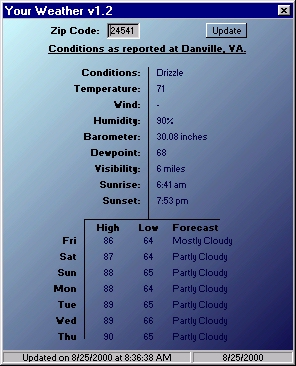 Your Weather v1.2
Zip Code: 24541 Update
Conditions as reported at Danville, VA.
Conditions: Drizzle
Temperature: 71
Wind: -
Humidity: 90%
Barometer: 30.08 inches
Dewpoint: 68
Visibility: 6 miles
Sunrise: 6:41 am
Sunset: 7:53 pm
High Low Forecast
Fri 86 64 Mostly Cloudy
Sat 87 64 Partly Cloudy
Sun 88 65 Partly Cloudy
Mon 88 64 Partly Cloudy
Tue 89 65 Partly Cloudy
Wed 89 66 Partly Cloudy
Thu 90 65 Partly Cloudy
Updated on 8/25/2000 at 8:36:38 AM 8/25/2000